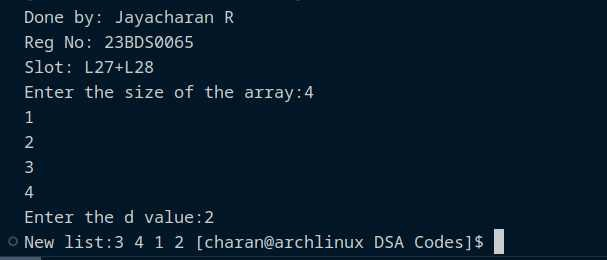 Done by: Jayacharan R
Reg No: 23BDS0065
Slot: L27+L28
Enter the size of the array:4
1
2
3
4
Enter the d value:2
New list:3 4 1 2 [charan@archlinux DSA Codes]$